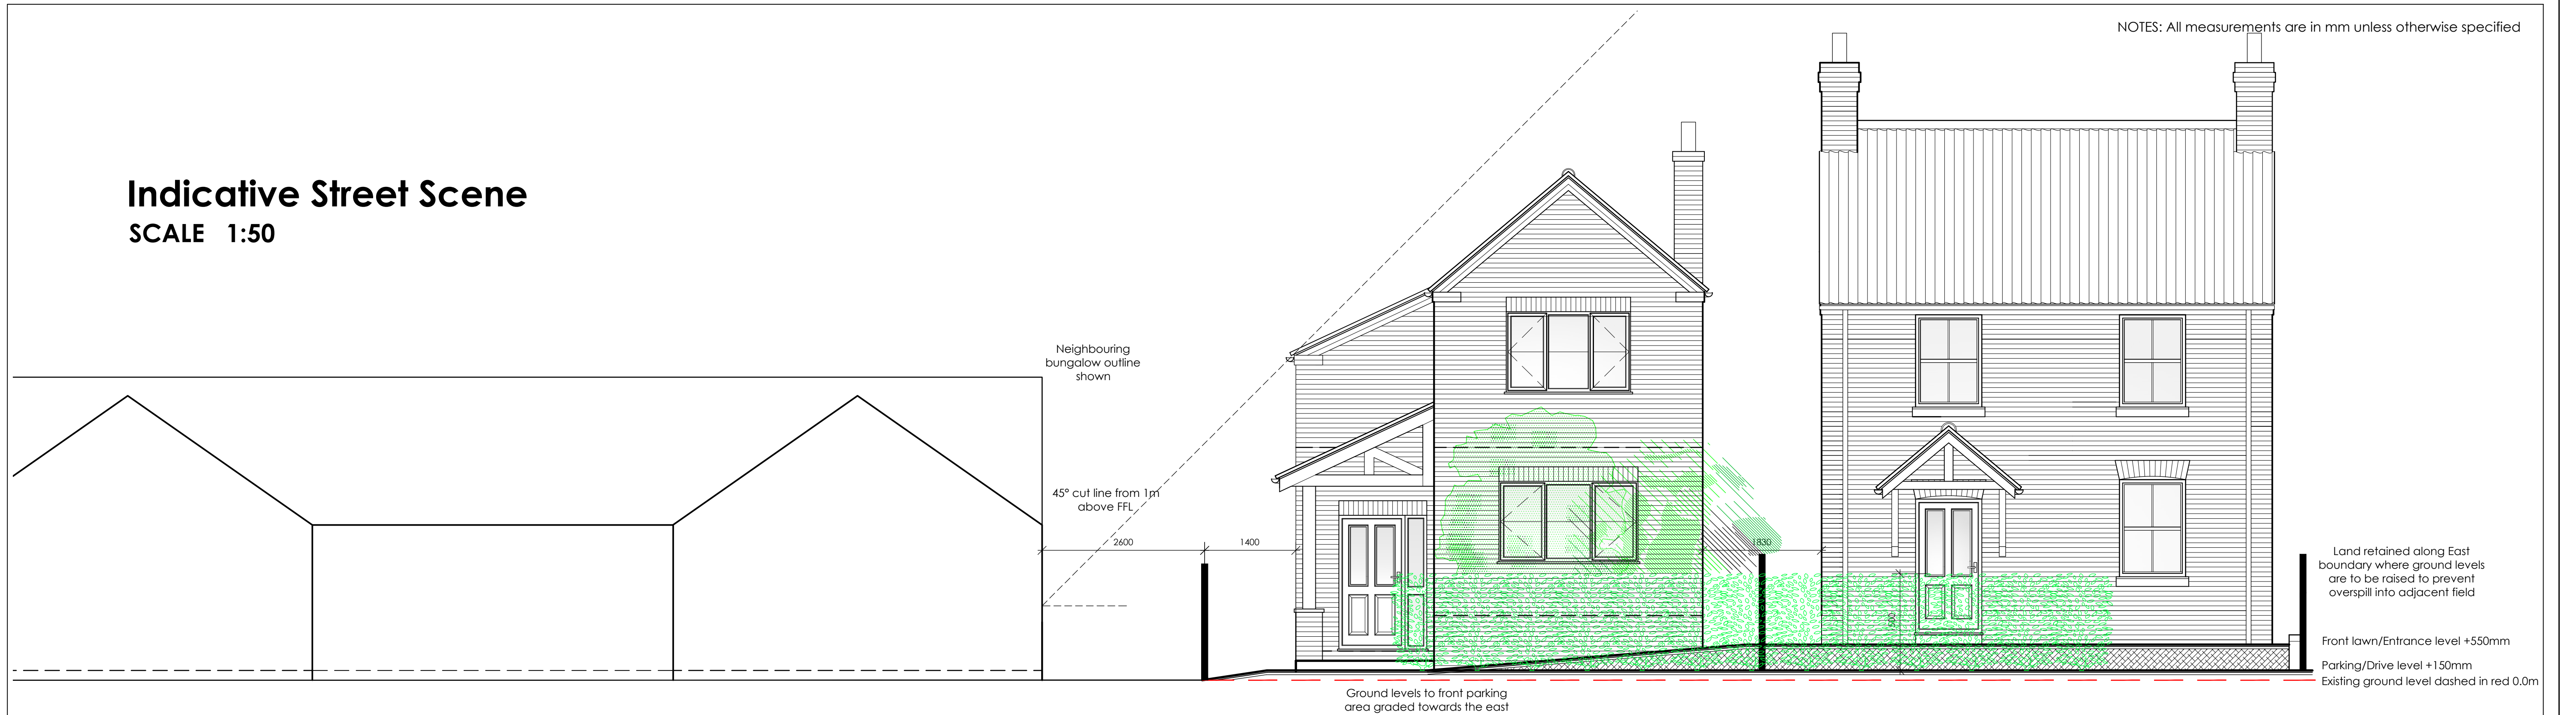 NOTES: All measurements are in mm unless otherwise specified
Indicative Street Scene
SCALE 1:50
Neighbouring
bungalow outline
shown
45° cut line from 1m
above FFL
2600
1400
1830
Land retained along East
boundary where ground levels
are to be raised to prevent
overspill into adjacent field
Front lawn/Entrance level +550mm
Parking/Drive level +150mm
Existing ground level dashed in red 0.0m
Ground levels to front parking
area graded towards the east